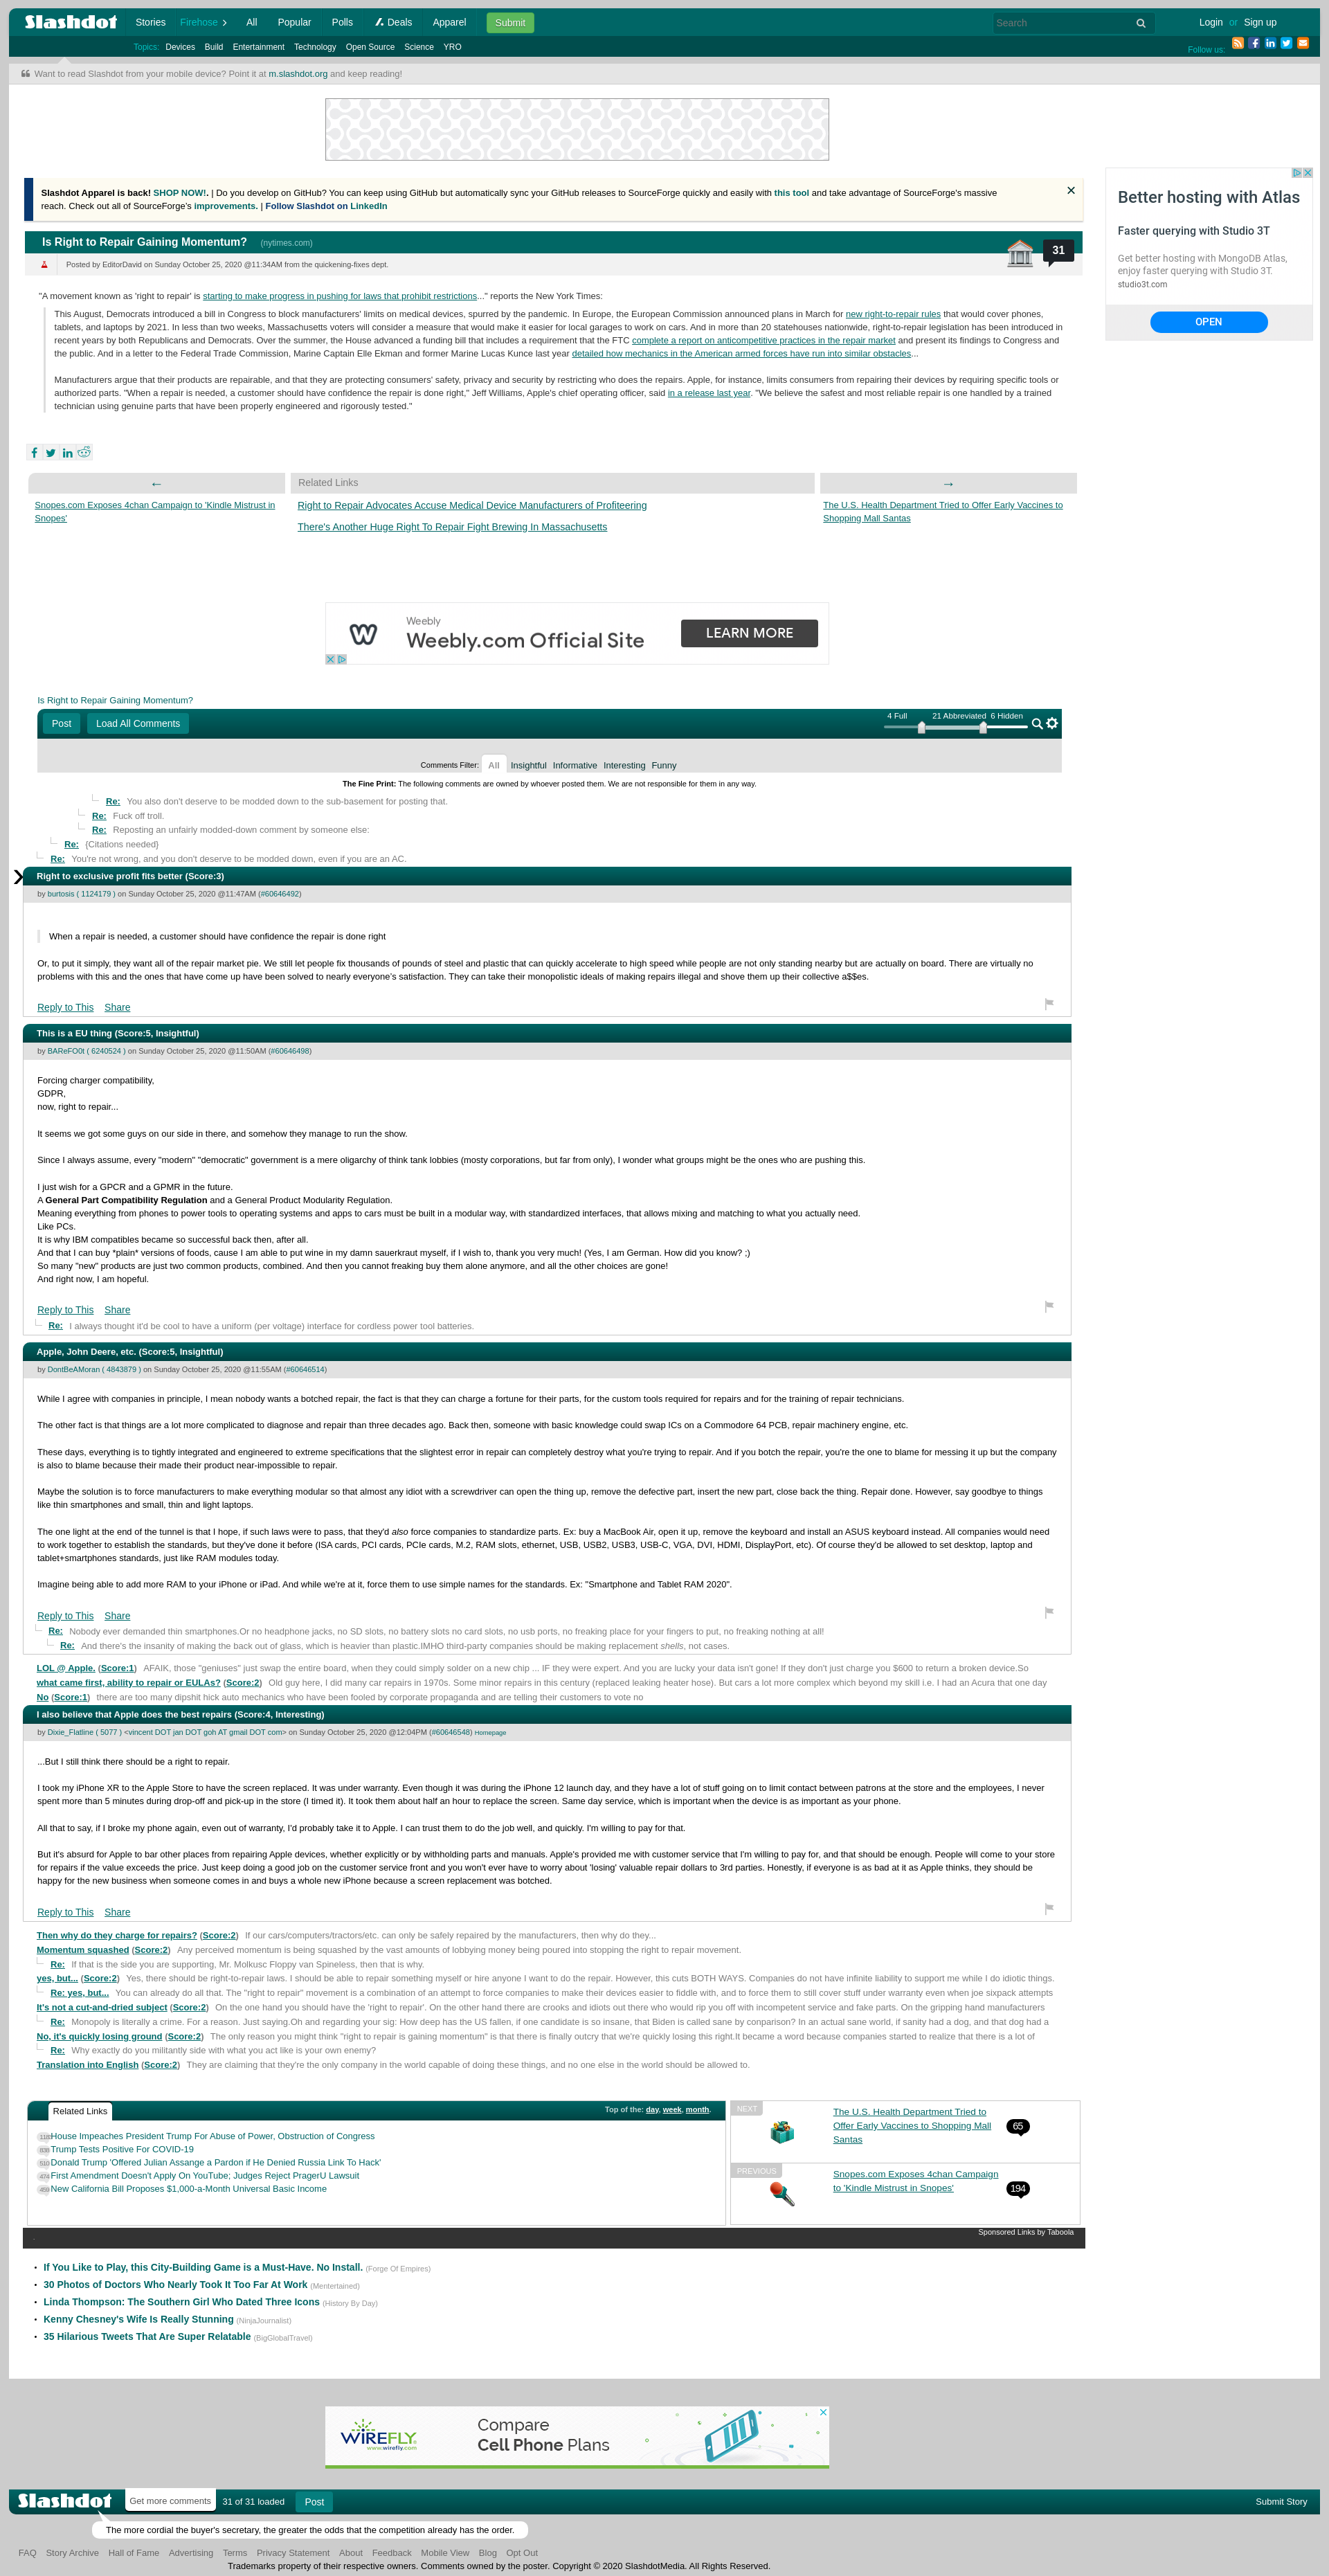 Slashdot
Stories Firehose All Popular Polls Deals Apparel Submit
Search
Login or Sign up
Topics: Devices Build Entertainment Technology Open Source Science YRO
Follow us:
Want to read Slashdot from your mobile device? Point it at m.slashdot.org and keep reading!
Slashdot Apparel is back! SHOP NOW!. | Do you develop on GitHub? You can keep using GitHub but automatically sync your GitHub releases to SourceForge quickly and easily with this tool and take advantage of SourceForge's massive
reach. Check out all of SourceForge's improvements. | Follow Slashdot on LinkedIn
×
Better hosting with Atlas
Faster querying with Studio 3T
Get better hosting with MongoDB Atlas,
enjoy faster querying with Studio 3T.
studio3t.com
OPEN
Is Right to Repair Gaining Momentum? (nytimes.com)
31
Posted by EditorDavid on Sunday October 25, 2020 @11:34AM from the quickening-fixes dept.
"A movement known as 'right to repair' is starting to make progress in pushing for laws that prohibit restrictions..." reports the New York Times:
This August, Democrats introduced a bill in Congress to block manufacturers' limits on medical devices, spurred by the pandemic. In Europe, the European Commission announced plans in March for new right-to-repair rules that would cover phones,
tablets, and laptops by 2021. In less than two weeks, Massachusetts voters will consider a measure that would make it easier for local garages to work on cars. And in more than 20 statehouses nationwide, right-to-repair legislation has been introduced in
recent years by both Republicans and Democrats. Over the summer, the House advanced a funding bill that includes a requirement that the FTC complete a report on anticompetitive practices in the repair market and present its findings to Congress and
the public. And in a letter to the Federal Trade Commission, Marine Captain Elle Ekman and former Marine Lucas Kunce last year detailed how mechanics in the American armed forces have run into similar obstacles...
Manufacturers argue that their products are repairable, and that they are protecting consumers' safety, privacy and security by restricting who does the repairs. Apple, for instance, limits consumers from repairing their devices by requiring specific tools or
authorized parts. "When a repair is needed, a customer should have confidence the repair is done right," Jeff Williams, Apple's chief operating officer, said in a release last year. "We believe the safest and most reliable repair is one handled by a trained
technician using genuine parts that have been properly engineered and rigorously tested."
←
Related Links
→
Snopes.com Exposes 4chan Campaign to 'Kindle Mistrust in
Snopes'
Right to Repair Advocates Accuse Medical Device Manufacturers of Profiteering
There's Another Huge Right To Repair Fight Brewing In Massachusetts
The U.S. Health Department Tried to Offer Early Vaccines to
Shopping Mall Santas
Weebly
Weebly.com Official Site
LEARN MORE
Is Right to Repair Gaining Momentum?
Post Load All Comments
4 Full 21 Abbreviated 6 Hidden
Comments Filter: All Insightful Informative Interesting Funny
The Fine Print: The following comments are owned by whoever posted them. We are not responsible for them in any way.
Re: You also don't deserve to be modded down to the sub-basement for posting that.
Re: Fuck off troll.
Re: Reposting an unfairly modded-down comment by someone else:
Re: {Citations needed}
Re: You're not wrong, and you don't deserve to be modded down, even if you are an AC.
Right to exclusive profit fits better (Score:3)
by burtosis ( 1124179 ) on Sunday October 25, 2020 @11:47AM (#60646492)
When a repair is needed, a customer should have confidence the repair is done right
Or, to put it simply, they want all of the repair market pie. We still let people fix thousands of pounds of steel and plastic that can quickly accelerate to high speed while people are not only standing nearby but are actually on board. There are virtually no
problems with this and the ones that have come up have been solved to nearly everyone's satisfaction. They can take their monopolistic ideals of making repairs illegal and shove them up their collective a$$es.
Reply to This Share
This is a EU thing (Score:5, Insightful)
by BAReFO0t ( 6240524 ) on Sunday October 25, 2020 @11:50AM (#60646498)
Forcing charger compatibility,
GDPR,
now, right to repair...
It seems we got some guys on our side in there, and somehow they manage to run the show.
Since I always assume, every "modern" "democratic" government is a mere oligarchy of think tank lobbies (mosty corporations, but far from only), I wonder what groups might be the ones who are pushing this.
I just wish for a GPCR and a GPMR in the future.
A General Part Compatibility Regulation and a General Product Modularity Regulation.
Meaning everything from phones to power tools to operating systems and apps to cars must be built in a modular way, with standardized interfaces, that allows mixing and matching to what you actually need.
Like PCs.
It is why IBM compatibles became so successful back then, after all.
And that I can buy *plain* versions of foods, cause I am able to put wine in my damn sauerkraut myself, if I wish to, thank you very much! (Yes, I am German. How did you know? ;)
So many "new" products are just two common products, combined. And then you cannot freaking buy them alone anymore, and all the other choices are gone!
And right now, I am hopeful.
Reply to This Share
Re: I always thought it'd be cool to have a uniform (per voltage) interface for cordless power tool batteries.
Apple, John Deere, etc. (Score:5, Insightful)
by DontBeAMoran ( 4843879 ) on Sunday October 25, 2020 @11:55AM (#60646514)
While I agree with companies in principle, I mean nobody wants a botched repair, the fact is that they can charge a fortune for their parts, for the custom tools required for repairs and for the training of repair technicians.
The other fact is that things are a lot more complicated to diagnose and repair than three decades ago. Back then, someone with basic knowledge could swap ICs on a Commodore 64 PCB, repair machinery engine, etc.
These days, everything is to tightly integrated and engineered to extreme specifications that the slightest error in repair can completely destroy what you're trying to repair. And if you botch the repair, you're the one to blame for messing it up but the company
is also to blame because their made their product near-impossible to repair.
Maybe the solution is to force manufacturers to make everything modular so that almost any idiot with a screwdriver can open the thing up, remove the defective part, insert the new part, close back the thing. Repair done. However, say goodbye to things
like thin smartphones and small, thin and light laptops.
The one light at the end of the tunnel is that I hope, if such laws were to pass, that they'd also force companies to standardize parts. Ex: buy a MacBook Air, open it up, remove the keyboard and install an ASUS keyboard instead. All companies would need
to work together to establish the standards, but they've done it before (ISA cards, PCI cards, PCIe cards, M.2, RAM slots, ethernet, USB, USB2, USB3, USB-C, VGA, DVI, HDMI, DisplayPort, etc). Of course they'd be allowed to set desktop, laptop and
tablet+smartphones standards, just like RAM modules today.
Imagine being able to add more RAM to your iPhone or iPad. And while we're at it, force them to use simple names for the standards. Ex: "Smartphone and Tablet RAM 2020".
Reply to This Share
Re: Nobody ever demanded thin smartphones.Or no headphone jacks, no SD slots, no battery slots no card slots, no usb ports, no freaking place for your fingers to put, no freaking nothing at all!
Re: And there's the insanity of making the back out of glass, which is heavier than plastic.IMHO third-party companies should be making replacement shells, not cases.
LOL @ Apple. (Score:1) AFAIK, those "geniuses" just swap the entire board, when they could simply solder on a new chip ... IF they were expert. And you are lucky your data isn't gone! If they don't just charge you $600 to return a broken device.So
what came first, ability to repair or EULAs? (Score:2) Old guy here, I did many car repairs in 1970s. Some minor repairs in this century (replaced leaking heater hose). But cars a lot more complex which beyond my skill i.e. I had an Acura that one day
No (Score:1) there are too many dipshit hick auto mechanics who have been fooled by corporate propaganda and are telling their customers to vote no
I also believe that Apple does the best repairs (Score:4, Interesting)
by Dixie_Flatline ( 5077 ) <vincent DOT jan DOT goh AT gmail DOT com> on Sunday October 25, 2020 @12:04PM (#60646548) Homepage
...But I still think there should be a right to repair.
I took my iPhone XR to the Apple Store to have the screen replaced. It was under warranty. Even though it was during the iPhone 12 launch day, and they have a lot of stuff going on to limit contact between patrons at the store and the employees, I never
spent more than 5 minutes during drop-off and pick-up in the store (I timed it). It took them about half an hour to replace the screen. Same day service, which is important when the device is as important as your phone.
All that to say, if I broke my phone again, even out of warranty, I'd probably take it to Apple. I can trust them to do the job well, and quickly. I'm willing to pay for that.
But it's absurd for Apple to bar other places from repairing Apple devices, whether explicitly or by withholding parts and manuals. Apple's provided me with customer service that I'm willing to pay for, and that should be enough. People will come to your store
for repairs if the value exceeds the price. Just keep doing a good job on the customer service front and you won't ever have to worry about 'losing' valuable repair dollars to 3rd parties. Honestly, if everyone is as bad at it as Apple thinks, they should be
happy for the new business when someone comes in and buys a whole new iPhone because a screen replacement was botched.
Reply to This Share
Then why do they charge for repairs? (Score:2) If our cars/computers/tractors/etc. can only be safely repaired by the manufacturers, then why do they...
Momentum squashed (Score:2) Any perceived momentum is being squashed by the vast amounts of lobbying money being poured into stopping the right to repair movement.
Re: If that is the side you are supporting, Mr. Molkusc Floppy van Spineless, then that is why.
yes, but... (Score:2) Yes, there should be right-to-repair laws. I should be able to repair something myself or hire anyone I want to do the repair. However, this cuts BOTH WAYS. Companies do not have infinite liability to support me while I do idiotic things.
Re: yes, but... You can already do all that. The "right to repair" movement is a combination of an attempt to force companies to make their devices easier to fiddle with, and to force them to still cover stuff under warranty even when joe sixpack attempts
It's not a cut-and-dried subject (Score:2) On the one hand you should have the 'right to repair'. On the other hand there are crooks and idiots out there who would rip you off with incompetent service and fake parts. On the gripping hand manufacturers
Re: Monopoly is literally a crime. For a reason. Just saying.Oh and regarding your sig: How deep has the US fallen, if one candidate is so insane, that Biden is called sane by conparison? In an actual sane world, if sanity had a dog, and that dog had a
No, it's quickly losing ground (Score:2) The only reason you might think "right to repair is gaining momentum" is that there is finally outcry that we're quickly losing this right.It became a word because companies started to realize that there is a lot of
Re: Why exactly do you militantly side with what you act like is your own enemy?
Translation into English (Score:2) They are claiming that they're the only company in the world capable of doing these things, and no one else in the world should be allowed to.
Related Links
Top of the: day, week, month.
House Impeaches President Trump For Abuse of Power, Obstruction of Congress
Trump Tests Positive For COVID-19
Donald Trump 'Offered Julian Assange a Pardon if He Denied Russia Link To Hack'
First Amendment Doesn't Apply On YouTube; Judges Reject PragerU Lawsuit
New California Bill Proposes $1,000-a-Month Universal Basic Income
NEXT
The U.S. Health Department Tried to
Offer Early Vaccines to Shopping Mall
Santas
65
PREVIOUS
Snopes.com Exposes 4chan Campaign
to 'Kindle Mistrust in Snopes'
194
Sponsored Links by Taboola
If You Like to Play, this City-Building Game is a Must-Have. No Install. (Forge Of Empires)
30 Photos of Doctors Who Nearly Took It Too Far At Work (Mentertained)
Linda Thompson: The Southern Girl Who Dated Three Icons (History By Day)
Kenny Chesney's Wife Is Really Stunning (NinjaJournalist)
35 Hilarious Tweets That Are Super Relatable (BigGlobalTravel)
WIREFLY
www.wirefly.com
Compare
Cell Phone Plans
Slashdot
Get more comments 31 of 31 loaded Post
Submit Story
The more cordial the buyer's secretary, the greater the odds that the competition already has the order.
FAQ Story Archive Hall of Fame Advertising Terms Privacy Statement About Feedback Mobile View Blog Opt Out
Trademarks property of their respective owners. Comments owned by the poster. Copyright © 2020 SlashdotMedia. All Rights Reserved.